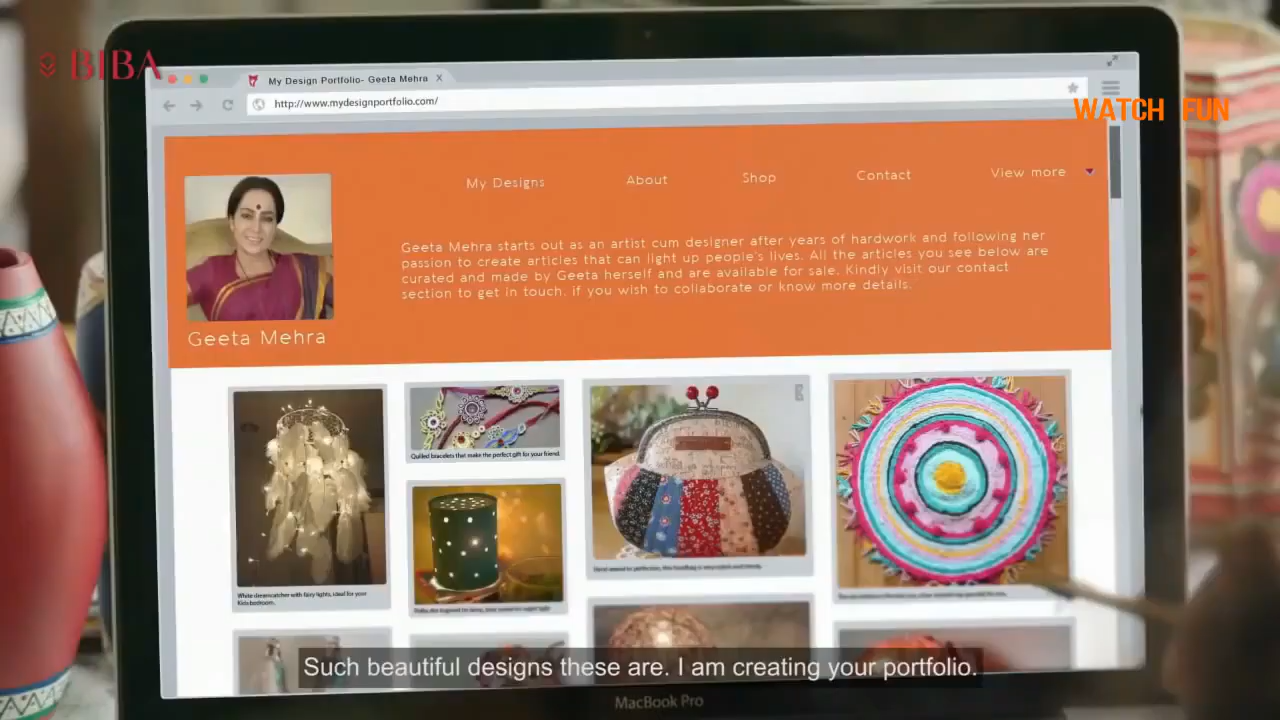 BIBA
My Design Portfolio- Geeta Mehra X
http://www.mydesignportfolio.com/
WATCH FUN
My Designs About Shop Contact View more
Geeta Mehra starts out as an artist cum designer after years of hardwork and following her
passion to create articles that can light up people's lives. All the articles you see below are
curated and made by Geeta herself and are available for sale. Kindly visit our contact
section to get in touch. if you wish to collaborate or know more details.
Geeta Mehra
Quilled bracelets that make the perfect gift for your friend.
White dreamcatcher with fairy lights, ideal for your
Kids bedroom.
Such beautiful designs these are. I am creating your portfolio.
MacBook Pro